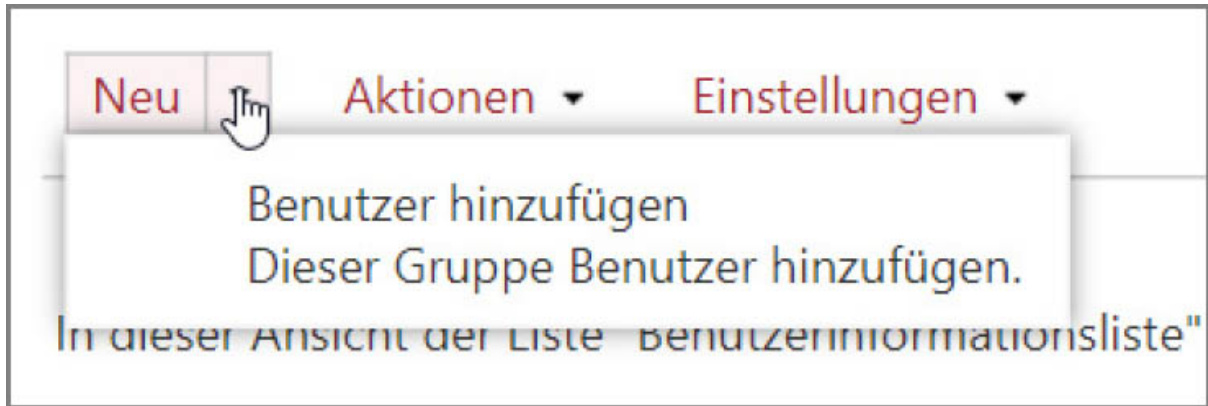 Neu Aktionen Einstellungen
Benutzer hinzufügen
Dieser Gruppe Benutzer hinzufügen.
In dieser Ansicht der Liste "Benutzerinformationsliste"